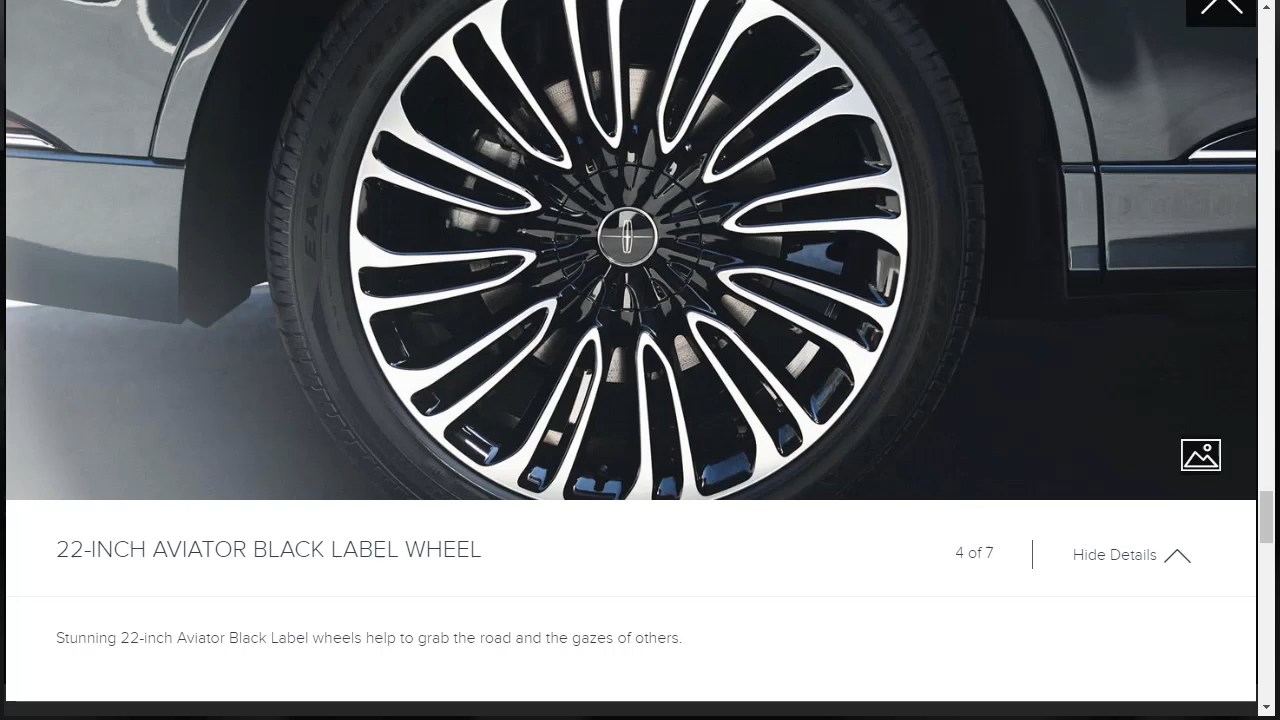 EAGLE
22-INCH AVIATOR BLACK LABEL WHEEL
4 of 7
Hide Details
Stunning 22-inch Aviator Black Label wheels help to grab the road and the gazes of others.